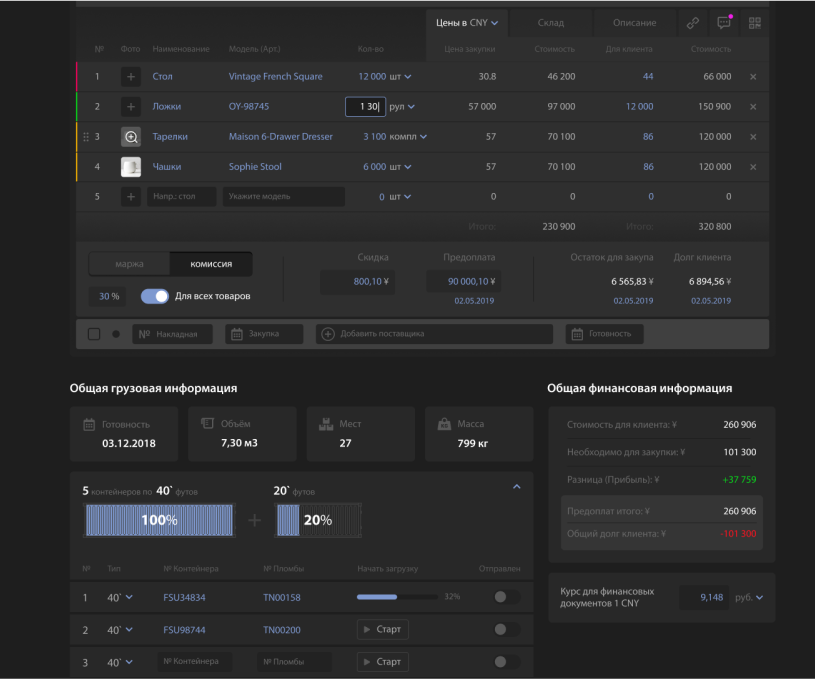 Цены в CNY Склад Описание
№ Фото Наименование Модель (Арт.) Кол-во Цена закупки Стоимость Для клиента Стоимость
1 + Стол Vintage French Square 12 000 шт 30.8 46 200 44 66 000 ×
2 + Ложки OY-98745 1 30 рул 57 000 97 000 12 000 150 900 ×
3 Тарелки Maison 6-Drawer Dresser 3 100 компл 57 70 100 86 120 000 ×
4 Чашки Sophie Stool 6 000 шт 57 70 100 86 120 000 ×
5 + Напр.: стол Укажите модель 0 шт 0 0 0 0
Итого: 230 900 Итого: 320 800
маржа комиссия Скидка Предоплата Остаток для закупа Долг клиента
800,10 ¥ 90 000,10 ¥ 6 565,83 ¥ 6 894,56 ¥
30 % Для всех товаров 02.05.2019 02.05.2019 02.05.2019
№ Накладная Закупка Добавить поставщика Готовность
Общая грузовая информация
Готовность Объём Мест Масса
03.12.2018 7,30 м3 27 799 кг
5 контейнеров по 40` футов 20` футов
100% + 20%
№ Тип № Контейнера № Пломбы Начать загрузку Отправлен
1 40` FSU34834 TN00158 32%
2 40` FSU98744 TN00200 Старт
3 40` № Контейнера № Пломбы Старт
Общая финансовая информация
Стоимость для клиента: ¥ 260 906
Необходимо для закупки: ¥ 101 300
Разница (Прибыль): ¥ +37 759
Предоплат итого: ¥ 260 906
Общий долг клиента: ¥ -101 300
Курс для финансовых
документов 1 CNY 9,148 руб.